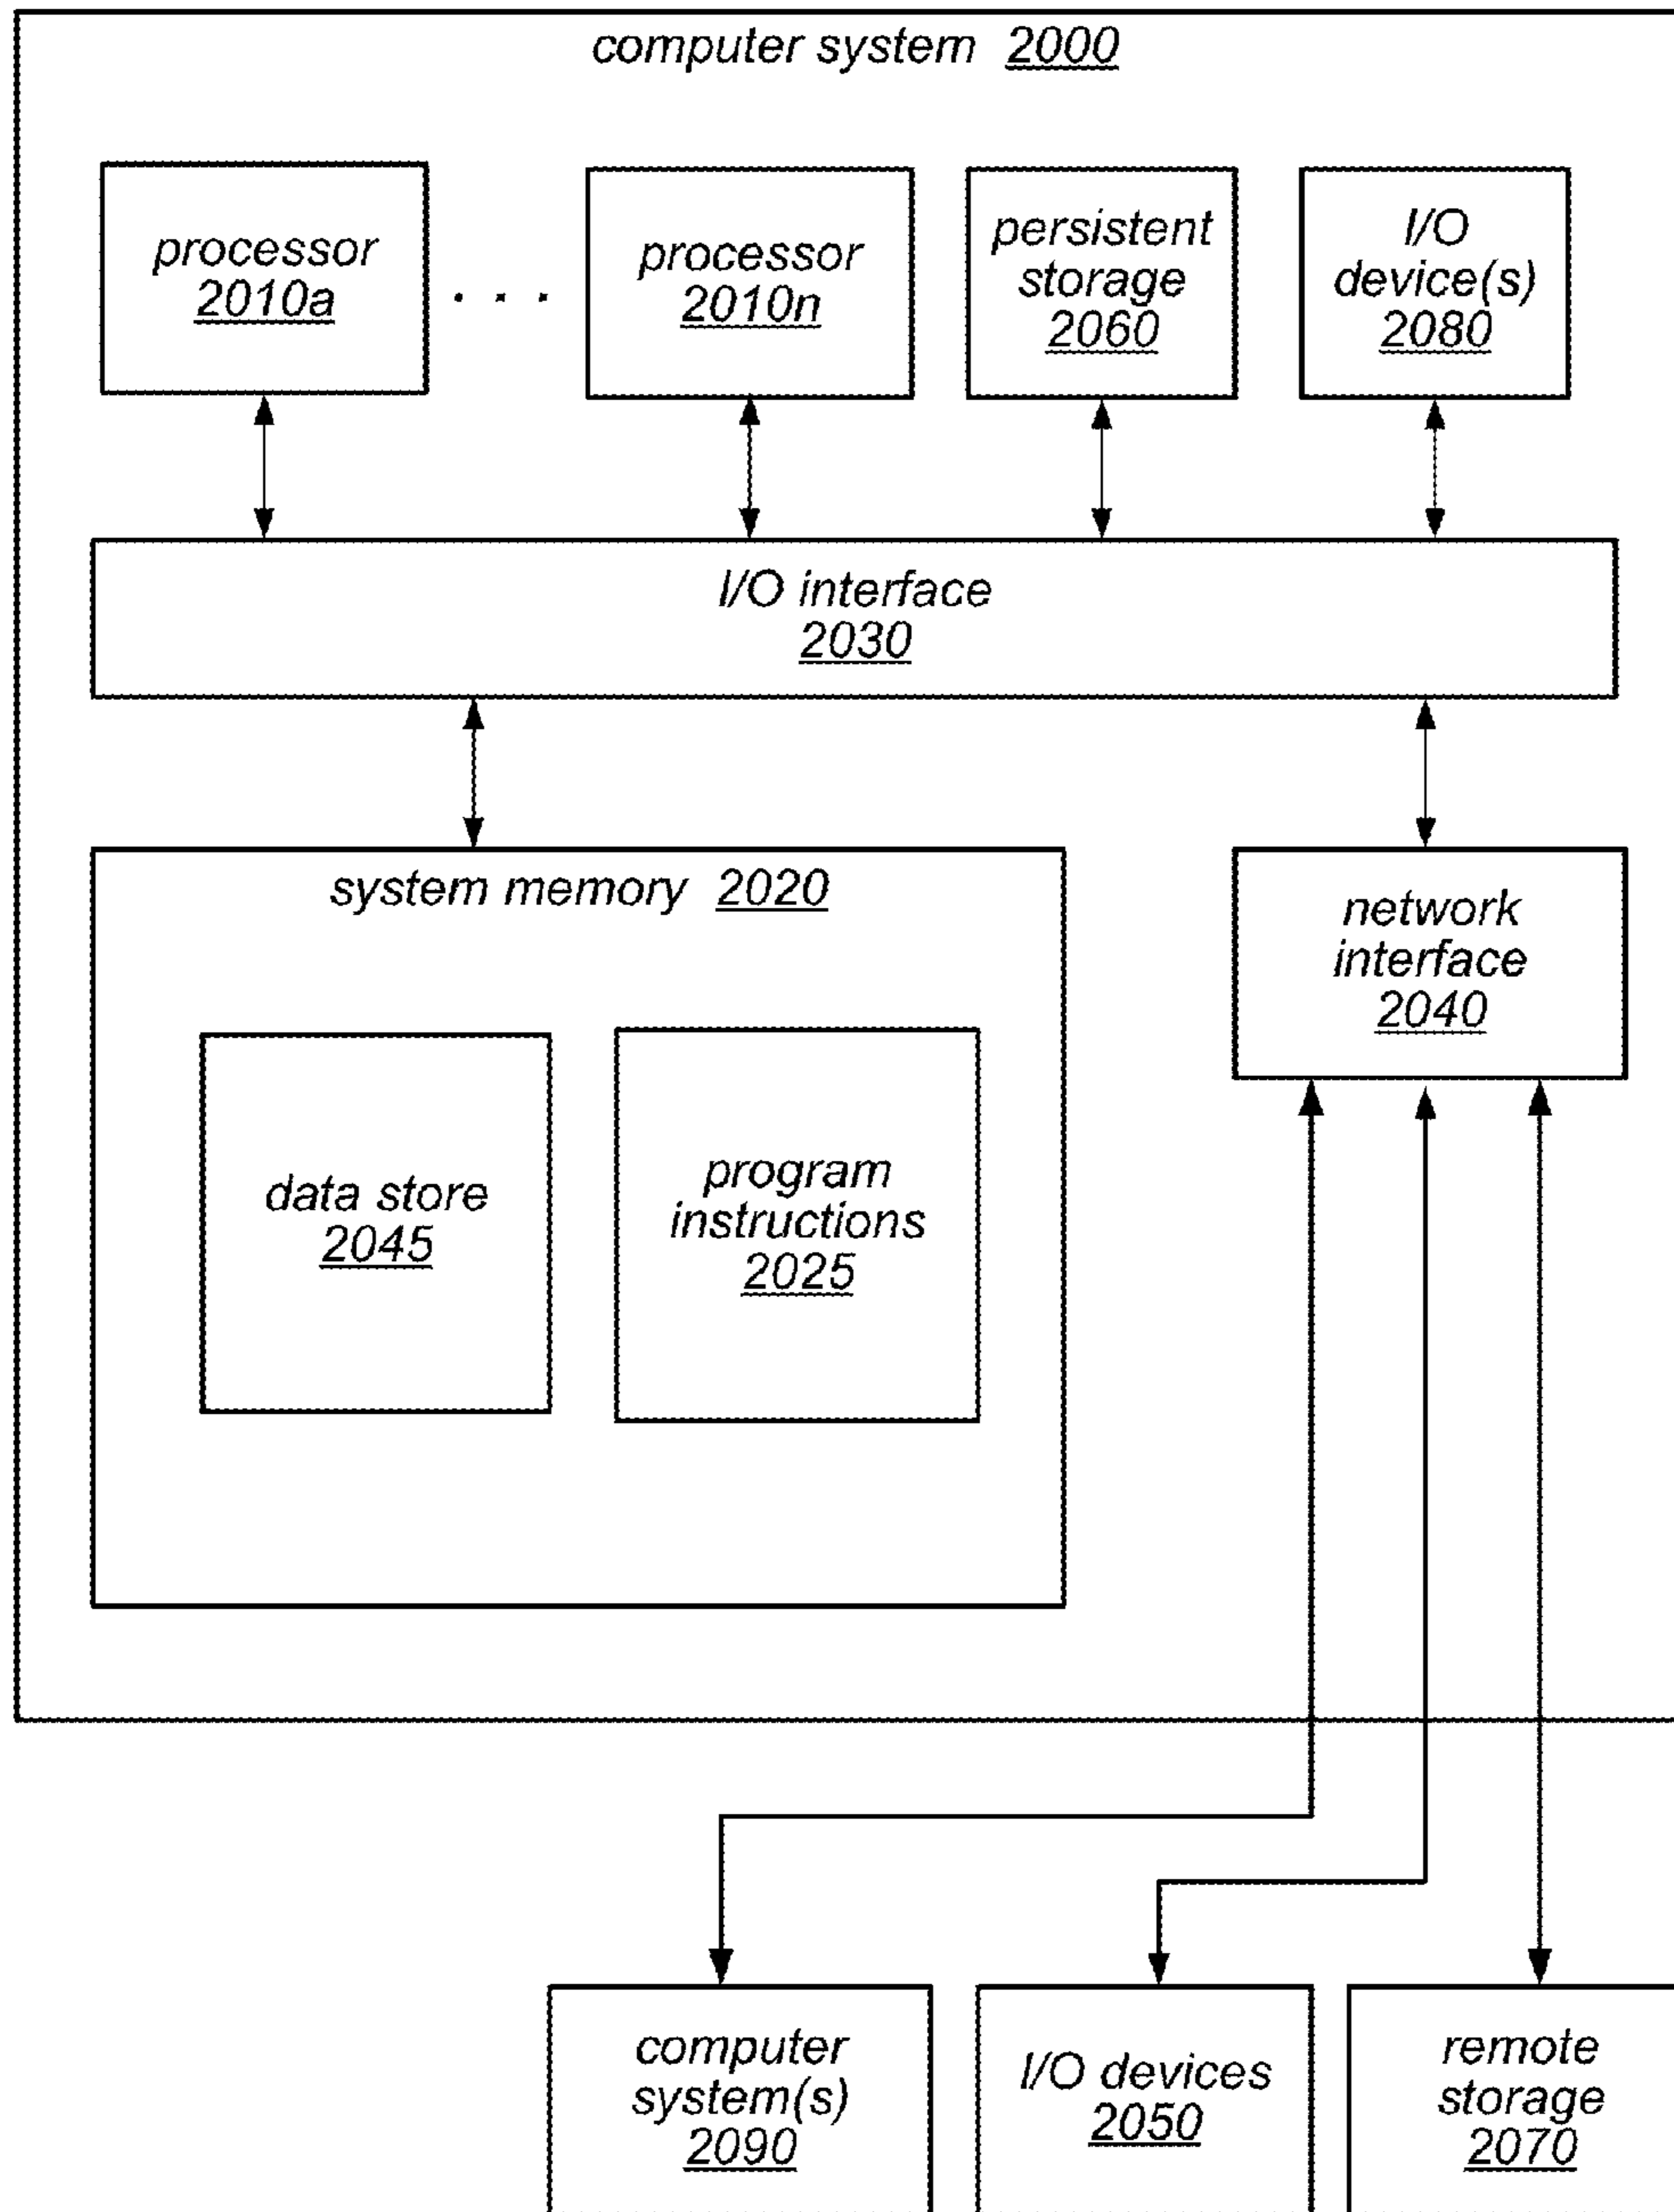 computer system 2000
processor
2010a
. . .
processor
2010n
persistent
storage
2060
I/O
device(s)
2080
I/O interface
2030
system memory 2020
network
interface
2040
data store
2045
program
instructions
2025
computer
system(s)
2090
I/O devices
2050
remote
storage
2070